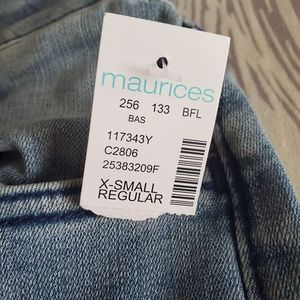 maurices
256 133 BFL
BAS
117343Y
C2806
25383209F
X-SMALL
REGULAR